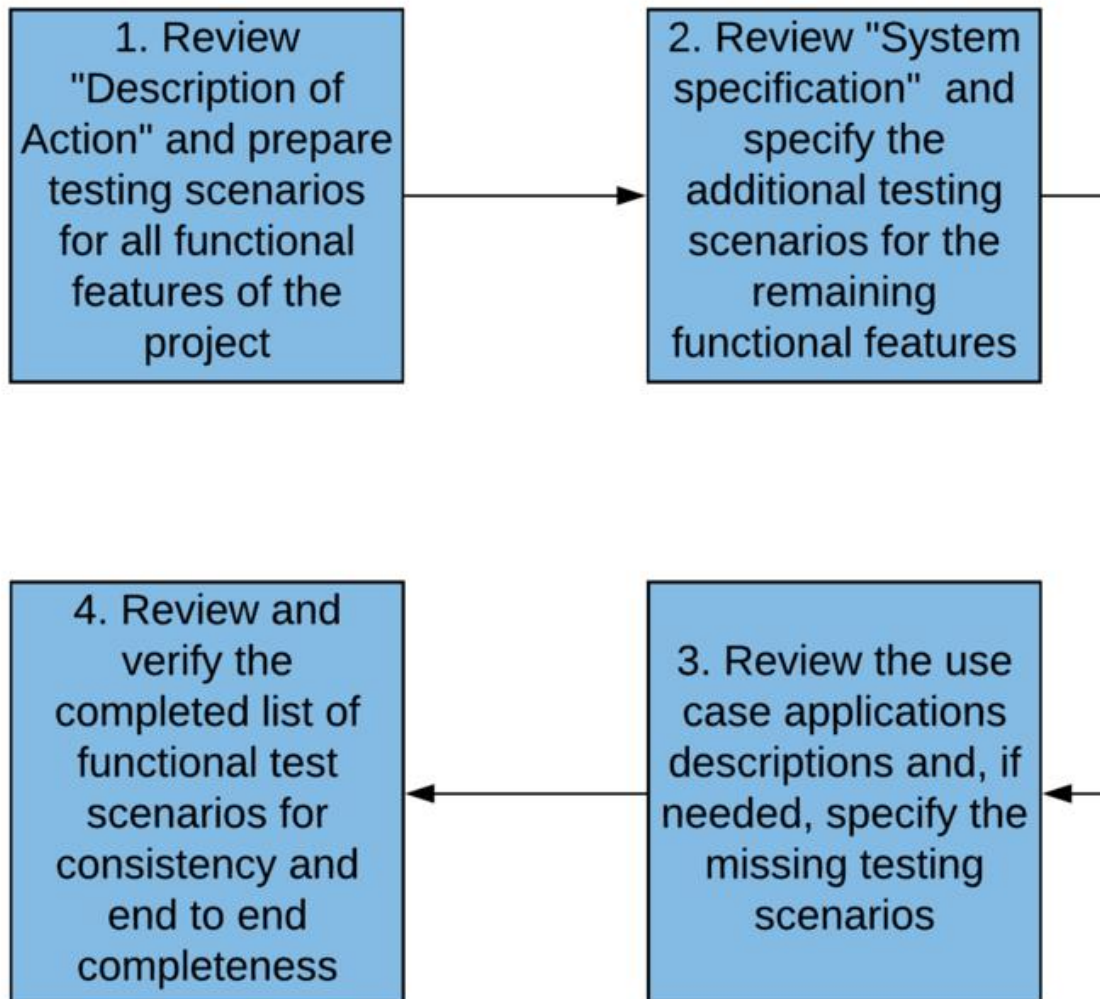 1. Review
"Description of
Action" and prepare
testing scenarios
for all functional
features of the
project
2. Review "System
specification"  and
specify the
additional testing
scenarios for the
remaining
functional features
3. Review the use
case applications
descriptions and, if
needed, specify the
missing testing
scenarios
4. Review and
verify the
completed list of
functional test
scenarios for
consistency and
end to end
completeness